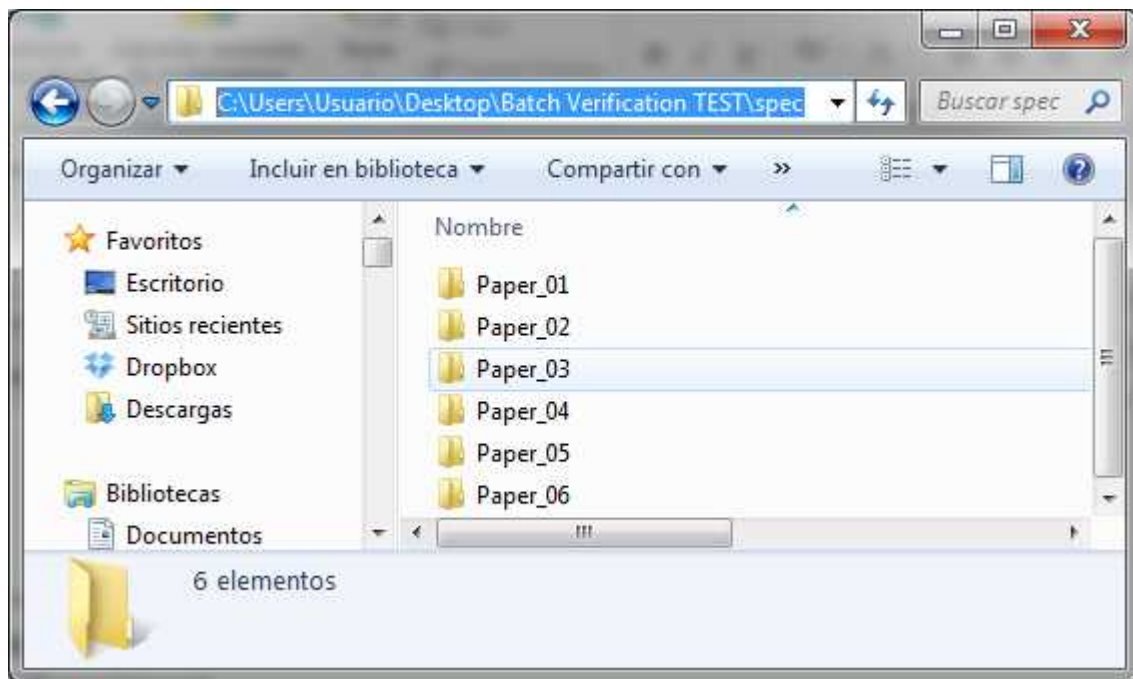 C:\Users\Usuario\Desktop\Batch Verification TEST\spec
Buscar spec
Organizar
Incluir en biblioteca
Compartir con
»
Favoritos
Escritorio
Sitios recientes
Dropbox
Descargas
Bibliotecas
Documentos
Nombre
Paper_01
Paper_02
Paper_03
Paper_04
Paper_05
Paper_06
6 elementos